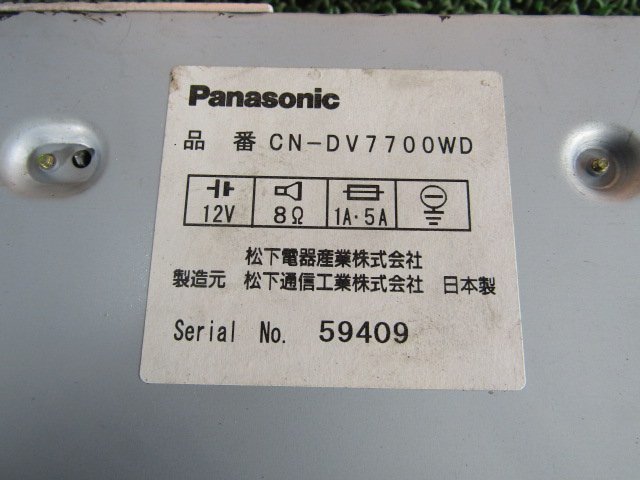 Panasonic
品 番 CN-DV7700WD
12V 8Ω 1A・5A
松下電器産業株式会社
製造元 松下通信工業株式会社 日本製
Serial No. 59409